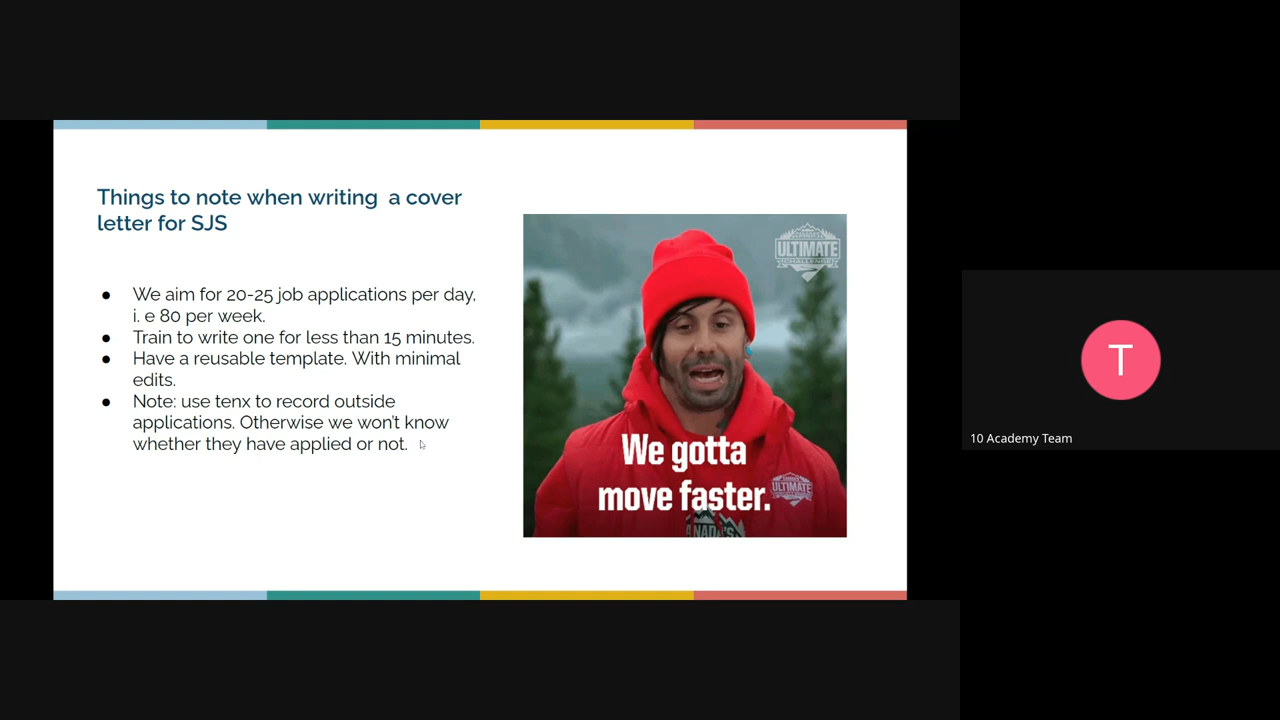 Things to note when writing  a cover
letter for SJS
● We aim for 20-25 job applications per day,
i. e 80 per week.
● Train to write one for less than 15 minutes.
● Have a reusable template. With minimal
edits.
● Note: use tenx to record outside
applications. Otherwise we won't know
whether they have applied or not.
CANADA'S
ULTIMATE
CHALLENGE
We gotta
move faster.
ULTIMATE
T
10 Academy Team